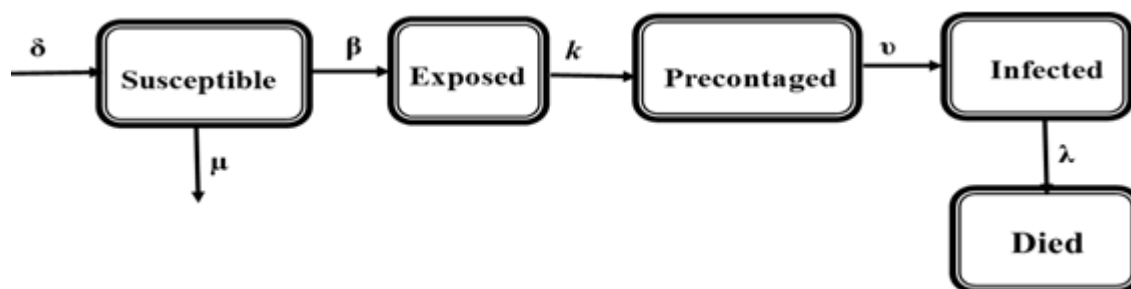 δ
Susceptible
β
Exposed
k
Precontaged
υ
Infected
μ
λ
Died